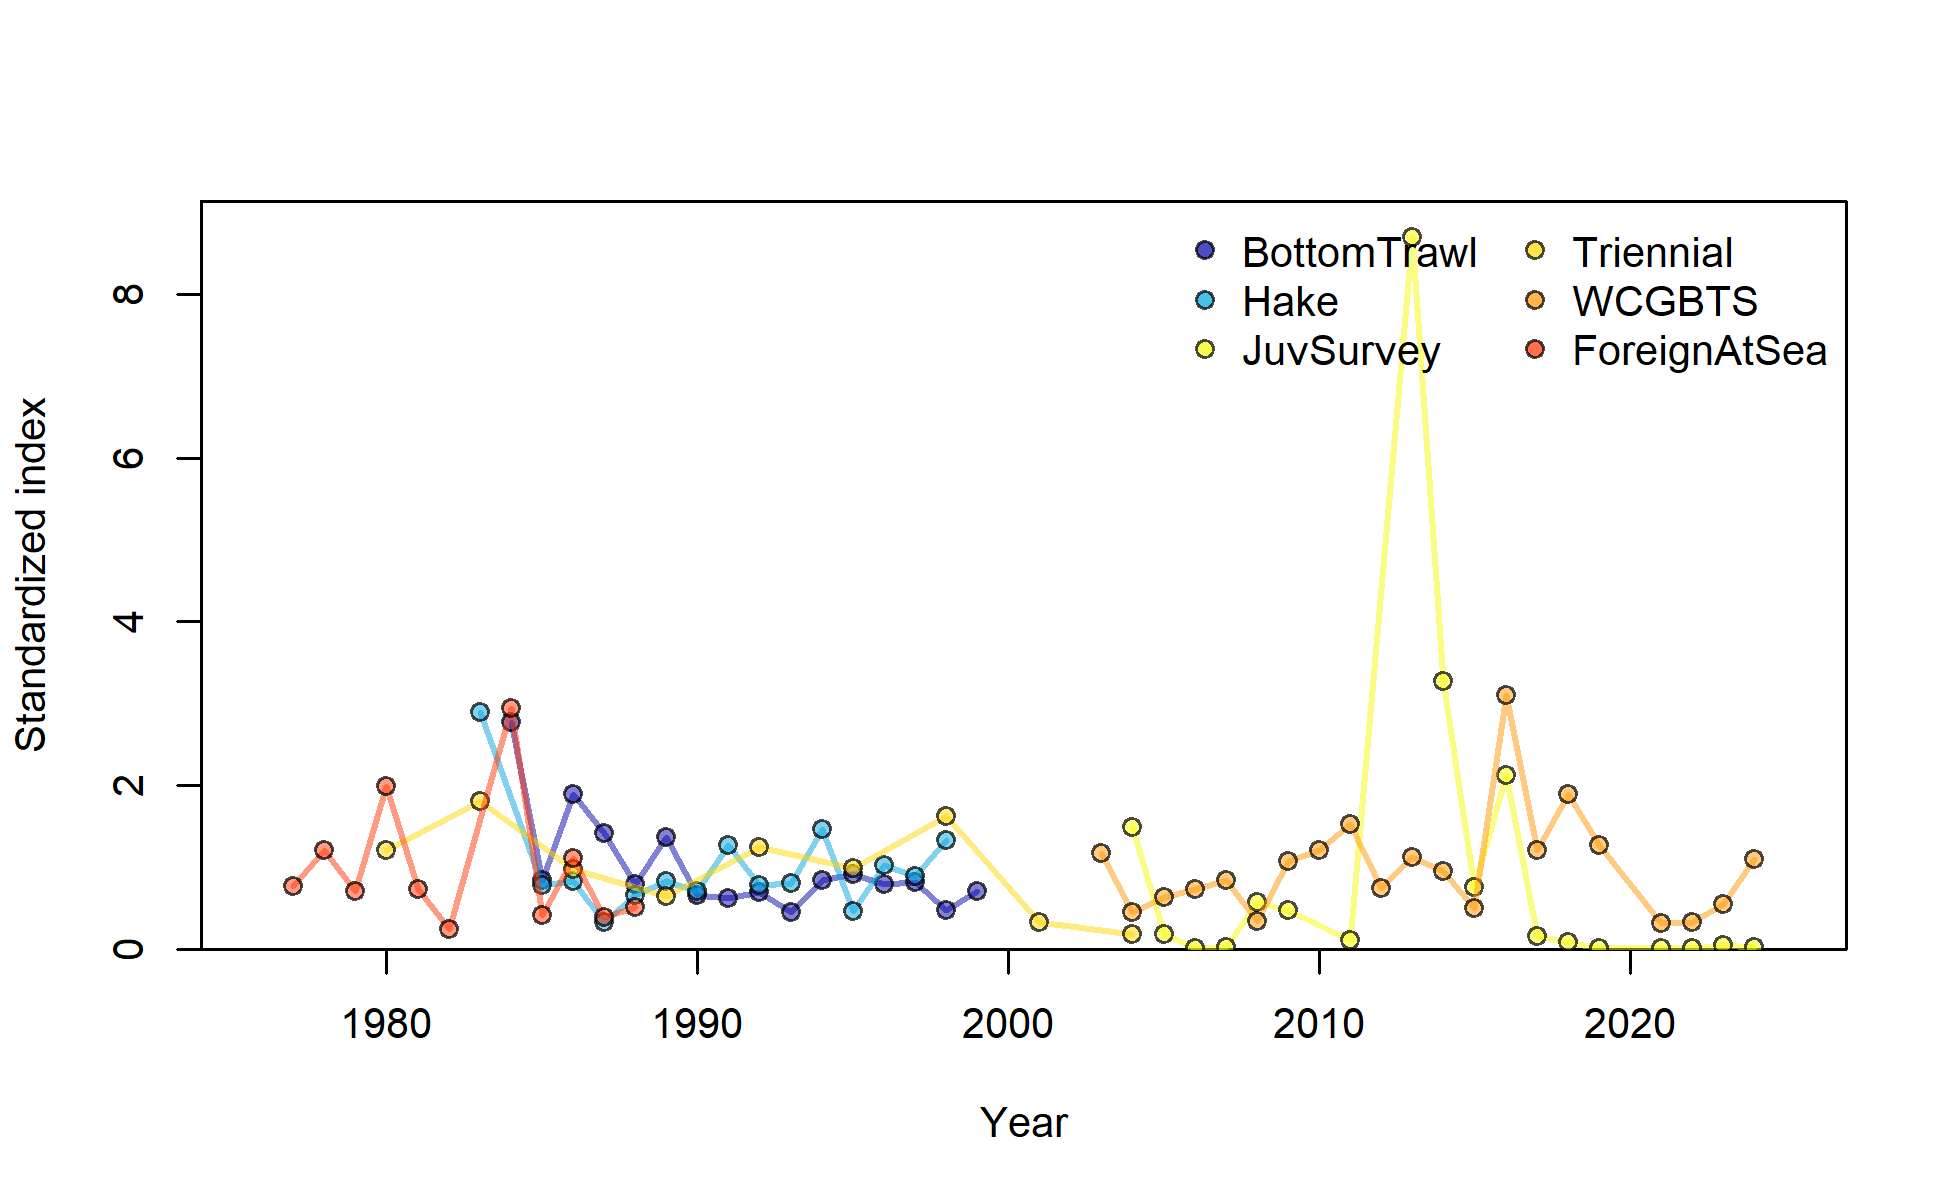 BottomTrawl
Hake
JuvSurvey
Triennial
WCGBTS
ForeignAtSea
Standardized index
8
6
4
2
0
1980 1990 2000 2010 2020
Year